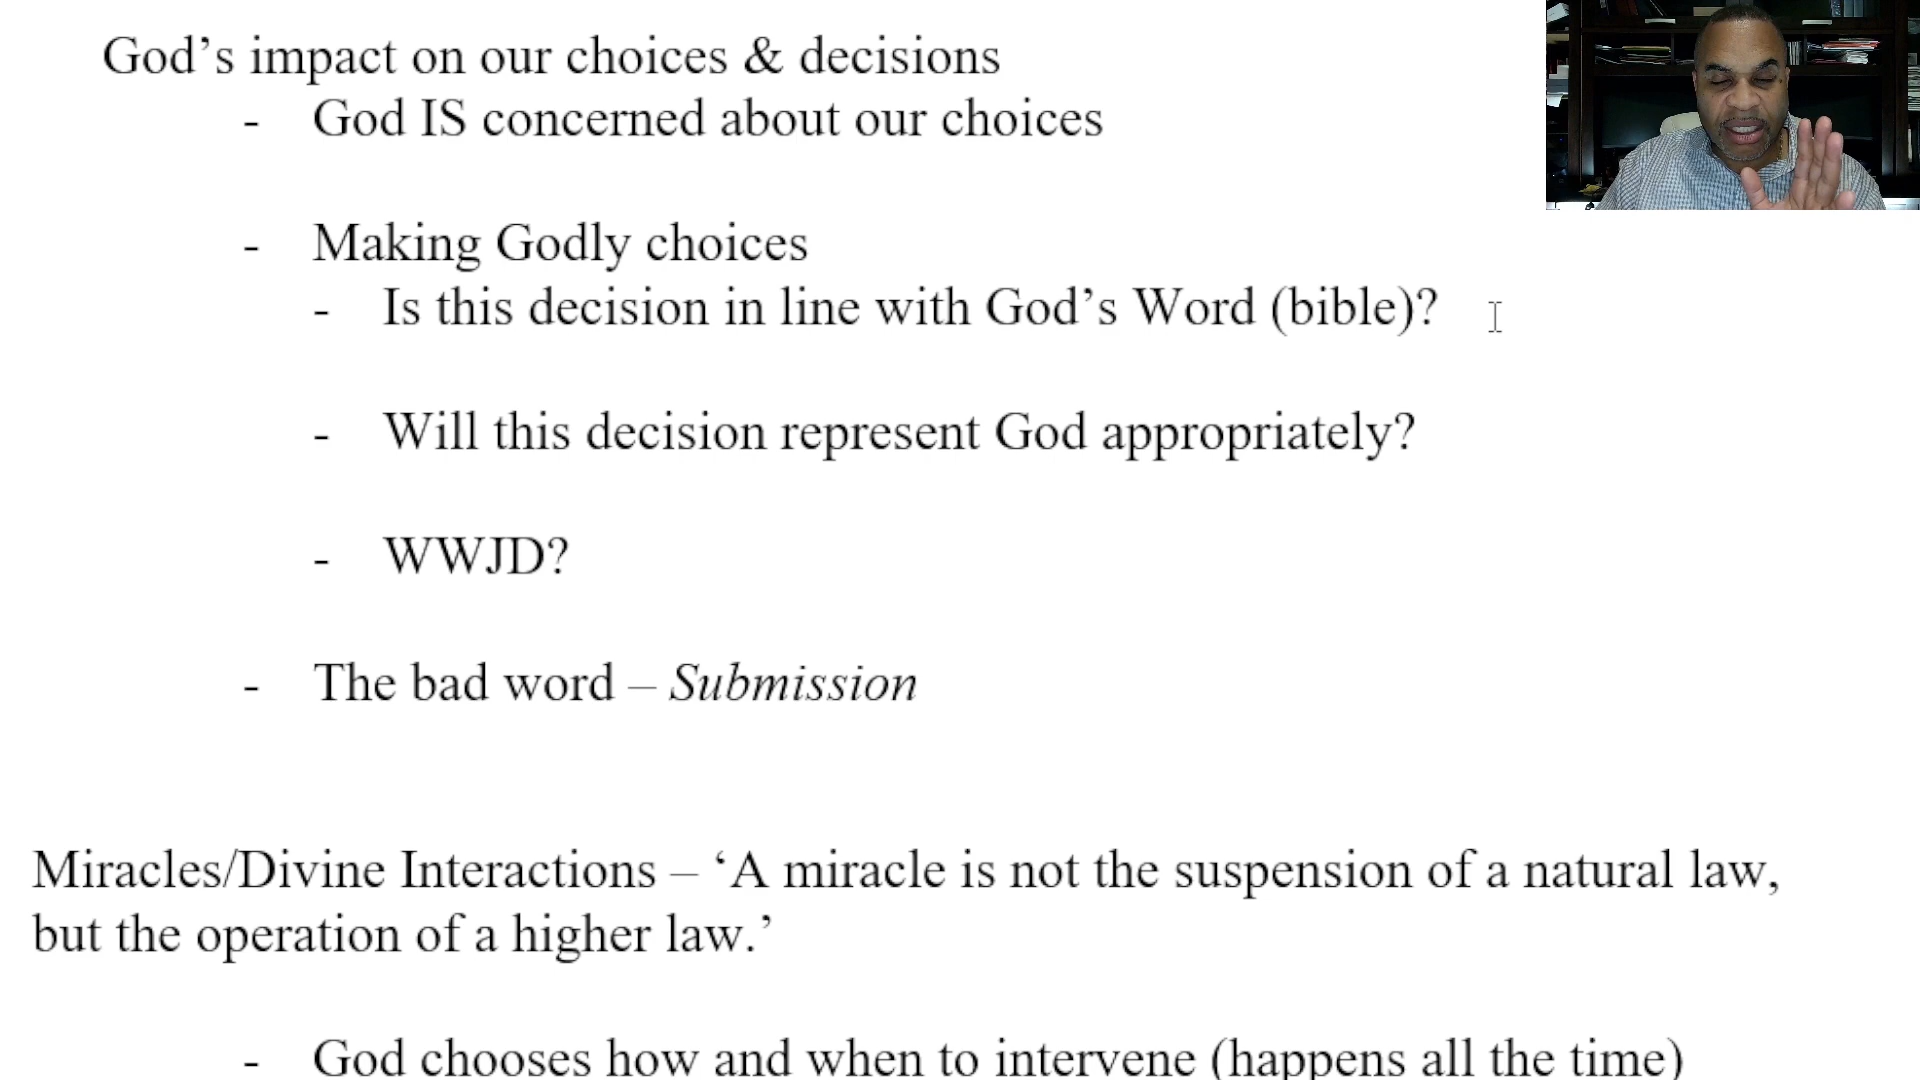 God’s impact on our choices & decisions
- God IS concerned about our choices
- Making Godly choices
- Is this decision in line with God’s Word (bible)?
- Will this decision represent God appropriately?
- WWJD?
- The bad word – Submission
Miracles/Divine Interactions – ‘A miracle is not the suspension of a natural law,
but the operation of a higher law.’
- God chooses how and when to intervene (happens all the time)